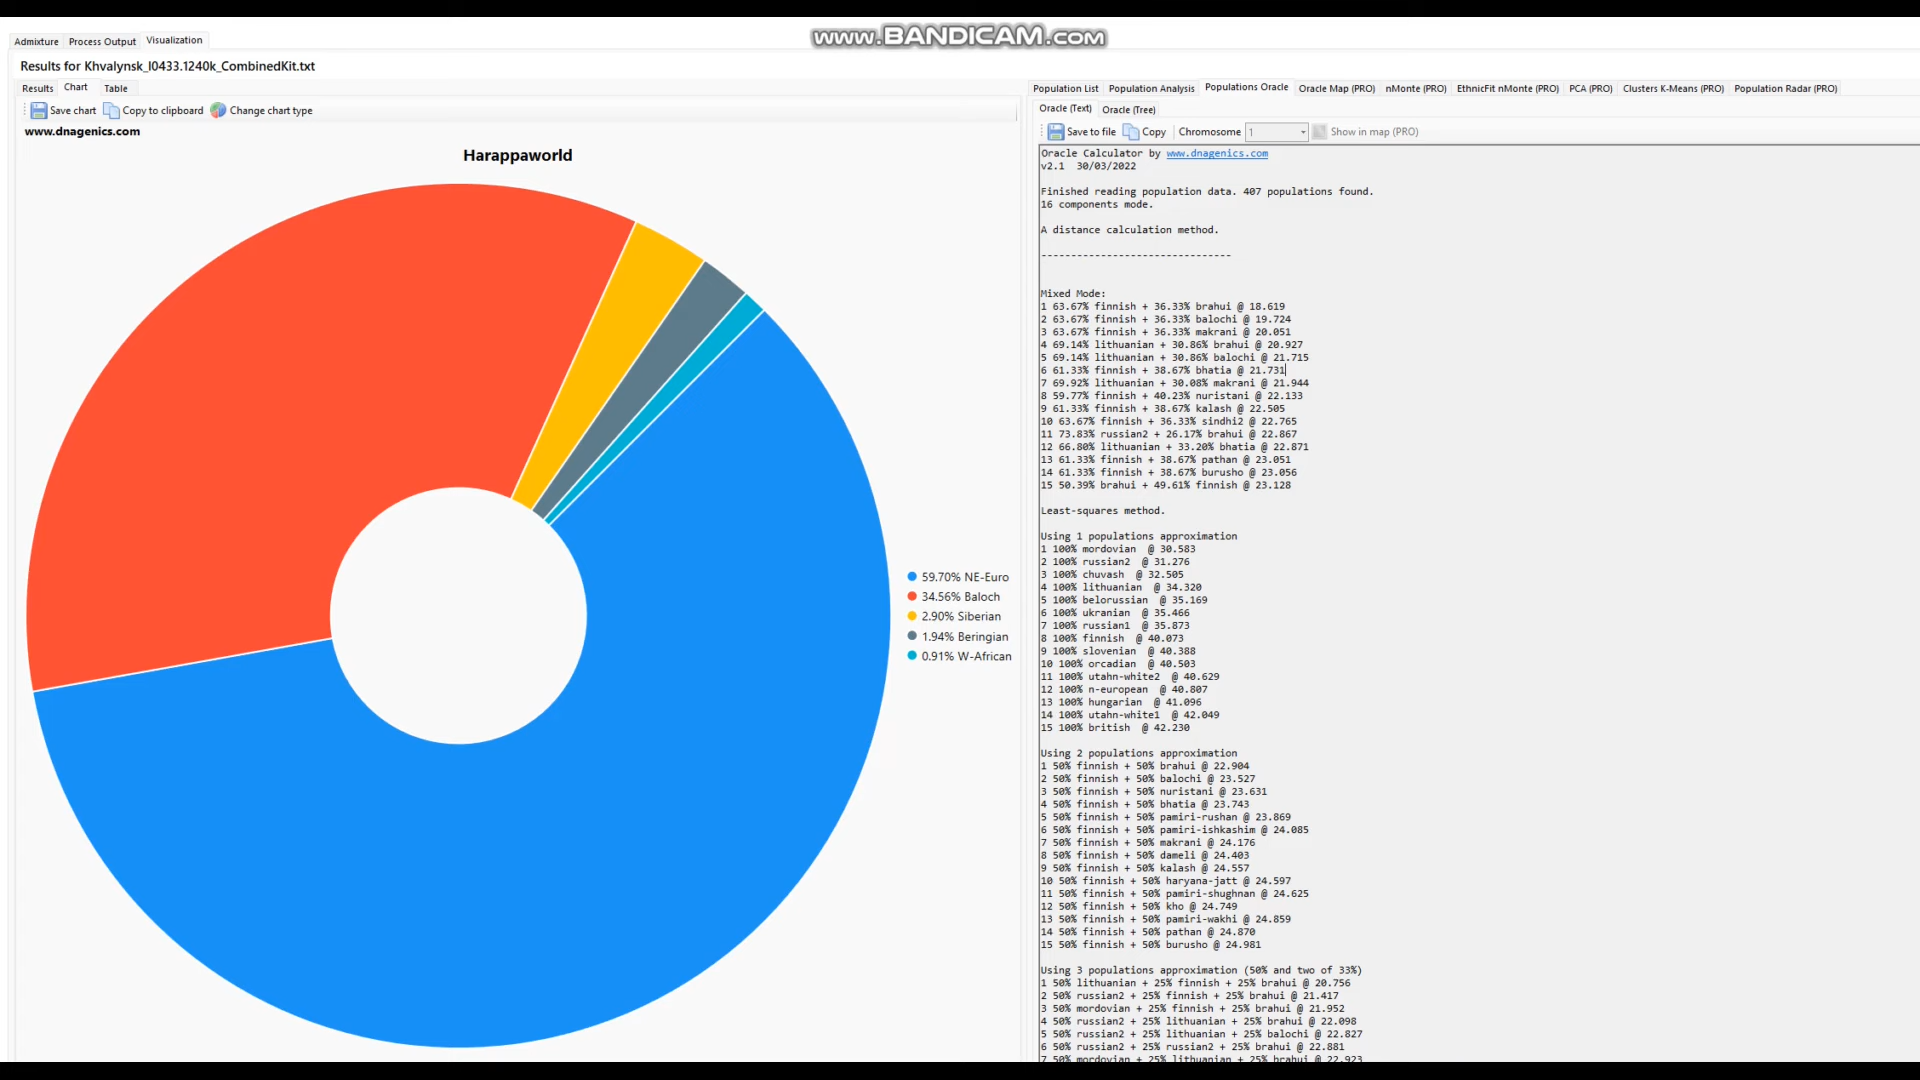 www.BANDICAM.com
Admixture Process Output Visualization
Results for Khvalynsk_I0433.1240k_CombinedKit.txt
Results Chart Table
Save chart Copy to clipboard Change chart type
www.dnagenics.com
Harappaworld
59.70% NE-Euro
34.56% Baloch
2.90% Siberian
1.94% Beringian
0.91% W-African
Population List Population Analysis Populations Oracle Oracle Map (PRO) nMonte (PRO) EthnicFit nMonte (PRO) PCA (PRO) Clusters K-Means (PRO) Population Radar (PRO)
Oracle (Text) Oracle (Tree)
Save to file Copy Chromosome 1 Show in map (PRO)
Oracle Calculator by www.dnagenics.com
v2.1 30/03/2022
Finished reading population data. 407 populations found.
16 components mode.
A distance calculation method.
-------------------------------
Mixed Mode:
1 63.67% finnish + 36.33% brahui @ 18.619
2 63.67% finnish + 36.33% balochi @ 19.724
3 63.67% finnish + 36.33% makrani @ 20.051
4 69.14% lithuanian + 30.86% brahui @ 20.927
5 69.14% lithuanian + 30.86% balochi @ 21.715
6 61.33% finnish + 38.67% bhatia @ 21.731
7 69.92% lithuanian + 30.08% makrani @ 21.944
8 59.77% finnish + 40.23% nuristani @ 22.133
9 61.33% finnish + 38.67% kalash @ 22.505
10 63.67% finnish + 36.33% sindhi2 @ 22.765
11 73.83% russian2 + 26.17% brahui @ 22.867
12 66.80% lithuanian + 33.20% bhatia @ 22.871
13 61.33% finnish + 38.67% pathan @ 23.051
14 61.33% finnish + 38.67% burusho @ 23.056
15 50.39% brahui + 49.61% finnish @ 23.128
Least-squares method.
Using 1 populations approximation
1 100% mordovian @ 30.583
2 100% russian2 @ 31.276
3 100% chuvash @ 32.505
4 100% lithuanian @ 34.320
5 100% belorussian @ 35.169
6 100% ukranian @ 35.466
7 100% russian1 @ 35.873
8 100% finnish @ 40.073
9 100% slovenian @ 40.388
10 100% orcadian @ 40.503
11 100% utahn-white2 @ 40.629
12 100% n-european @ 40.807
13 100% hungarian @ 41.096
14 100% utahn-white1 @ 42.049
15 100% british @ 42.230
Using 2 populations approximation
1 50% finnish + 50% brahui @ 22.904
2 50% finnish + 50% balochi @ 23.527
3 50% finnish + 50% nuristani @ 23.631
4 50% finnish + 50% bhatia @ 23.743
5 50% finnish + 50% pamiri-rushan @ 23.869
6 50% finnish + 50% pamiri-ishkashim @ 24.085
7 50% finnish + 50% makrani @ 24.176
8 50% finnish + 50% dameli @ 24.403
9 50% finnish + 50% kalash @ 24.557
10 50% finnish + 50% haryana-jatt @ 24.597
11 50% finnish + 50% pamiri-shughnan @ 24.625
12 50% finnish + 50% kho @ 24.749
13 50% finnish + 50% pamiri-wakhi @ 24.859
14 50% finnish + 50% pathan @ 24.870
15 50% finnish + 50% burusho @ 24.981
Using 3 populations approximation (50% and two of 33%)
1 50% lithuanian + 25% finnish + 25% brahui @ 20.756
2 50% russian2 + 25% finnish + 25% brahui @ 21.417
3 50% mordovian + 25% finnish + 25% brahui @ 21.952
4 50% russian2 + 25% lithuanian + 25% brahui @ 22.098
5 50% russian2 + 25% lithuanian + 25% balochi @ 22.827
6 50% russian2 + 25% russian2 + 25% brahui @ 22.881
7 50% mordovian + 25% lithuanian + 25% brahui @ 22.923